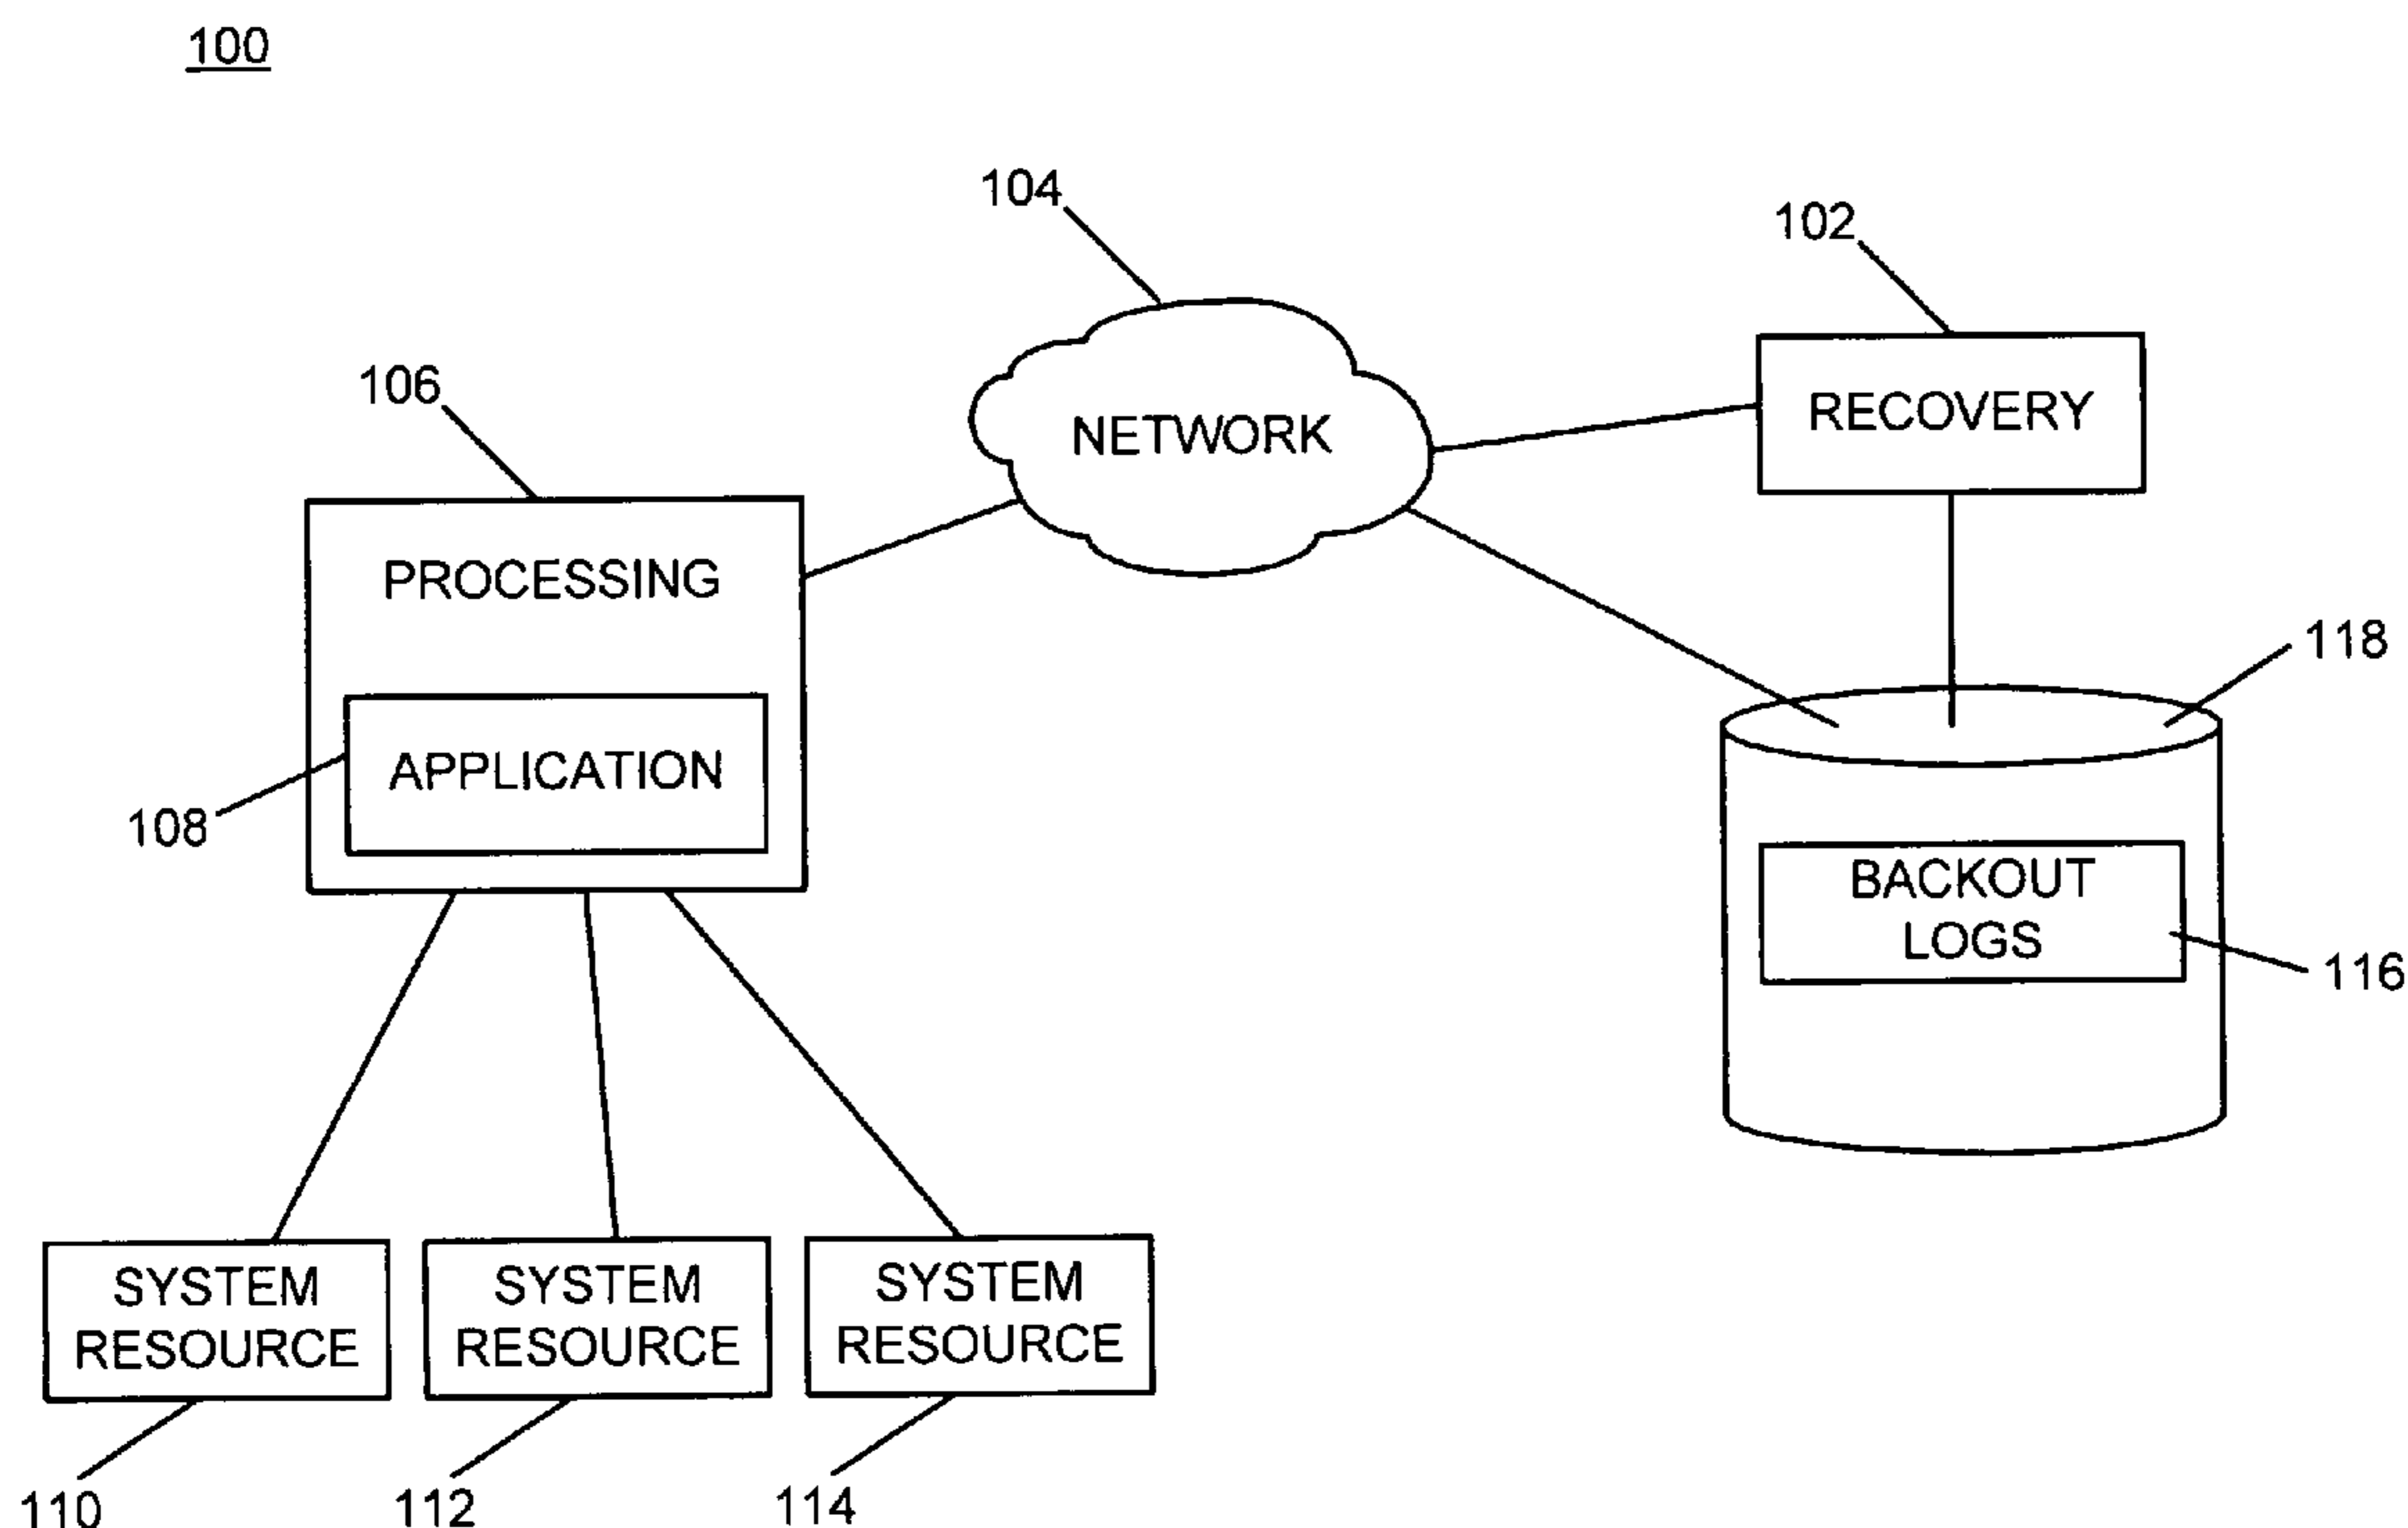 100
104
102
106
NETWORK
RECOVERY
PROCESSING
118
APPLICATION
108
BACKOUT
LOGS
116
SYSTEM
RESOURCE
SYSTEM
RESOURCE
SYSTEM
RESOURCE
110
112
114